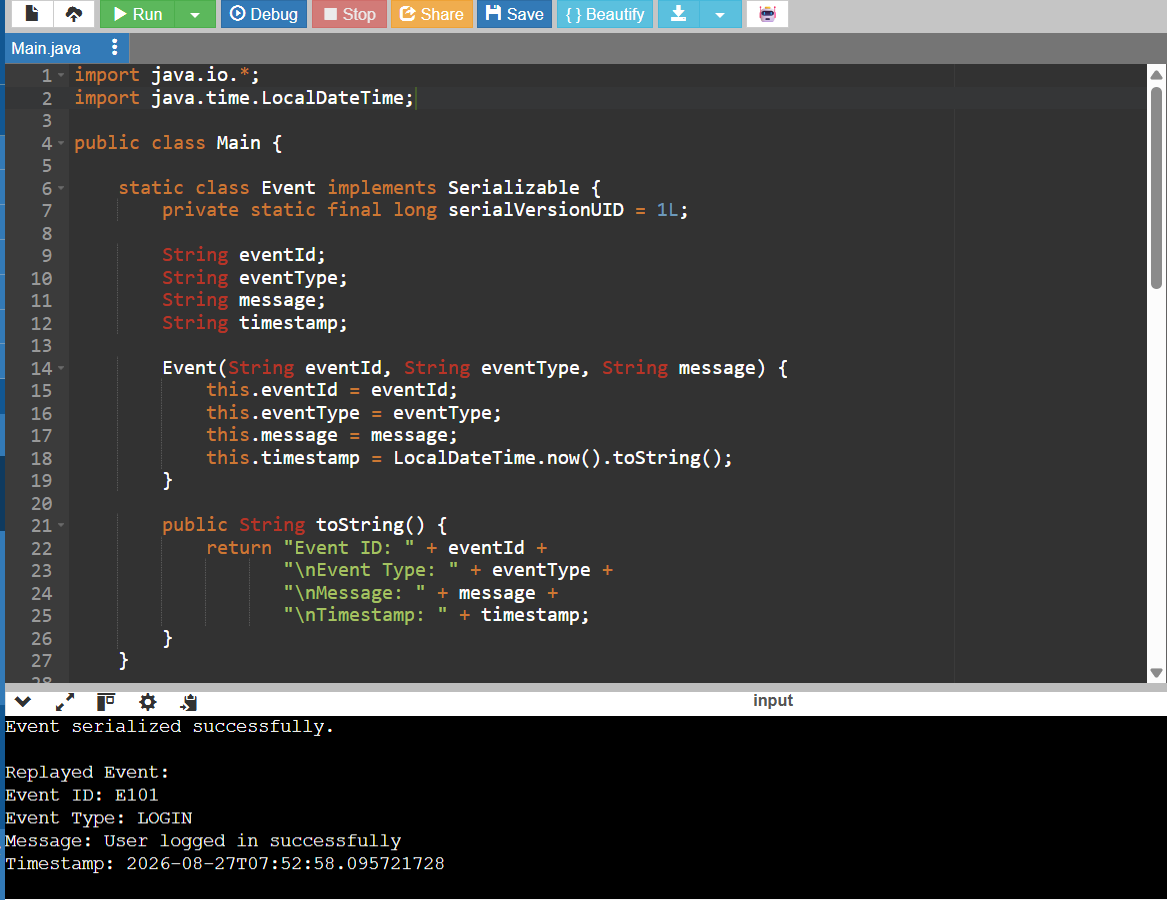 Run
Debug
Stop
Share
Save
{ } Beautify
Main.java
1 import java.io.*;
2 import java.time.LocalDateTime;
3
4 public class Main {
5
6     static class Event implements Serializable {
7         private static final long serialVersionUID = 1L;
8
9         String eventId;
10         String eventType;
11         String message;
12         String timestamp;
13
14         Event(String eventId, String eventType, String message) {
15             this.eventId = eventId;
16             this.eventType = eventType;
17             this.message = message;
18             this.timestamp = LocalDateTime.now().toString();
19         }
20
21         public String toString() {
22             return "Event ID: " + eventId +
23                    "\nEvent Type: " + eventType +
24                    "\nMessage: " + message +
25                    "\nTimestamp: " + timestamp;
26         }
27     }
28
input
Event serialized successfully.

Replayed Event:
Event ID: E101
Event Type: LOGIN
Message: User logged in successfully
Timestamp: 2026-08-27T07:52:58.095721728